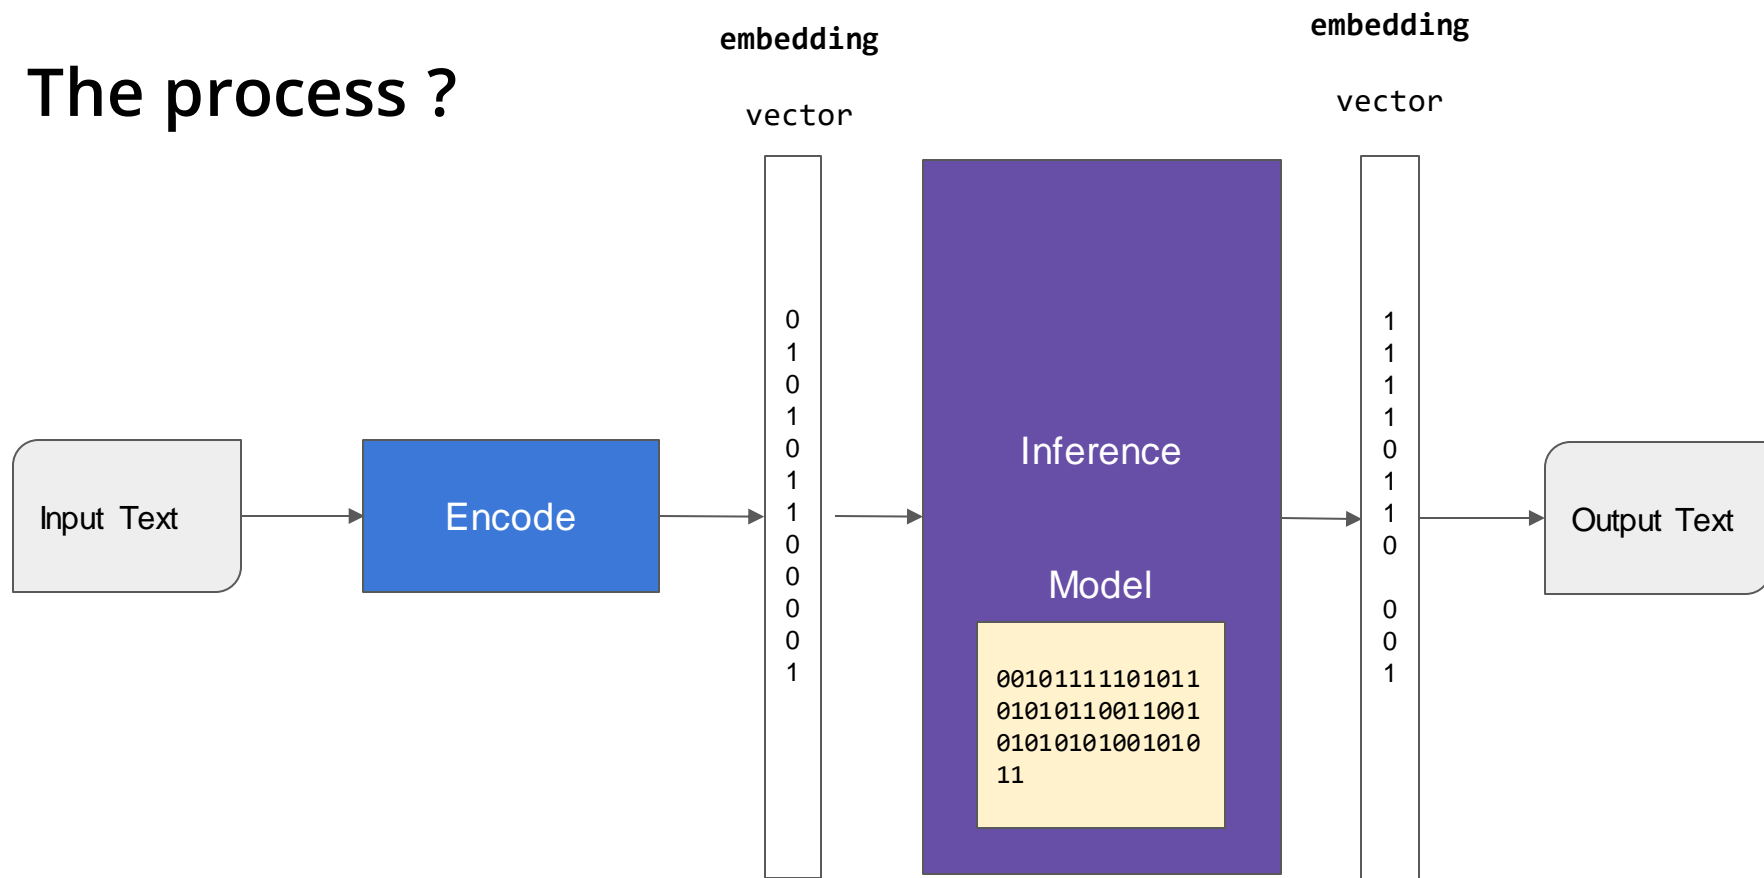 The process ?
embedding
vector
embedding
vector
Input Text
Encode
0
1
0
1
0
1
1
0
0
0
0
1
Inference
Model
00101111101011
01010110011001
01010101001010
11
1
1
1
1
0
1
1
0
0
0
1
Output Text